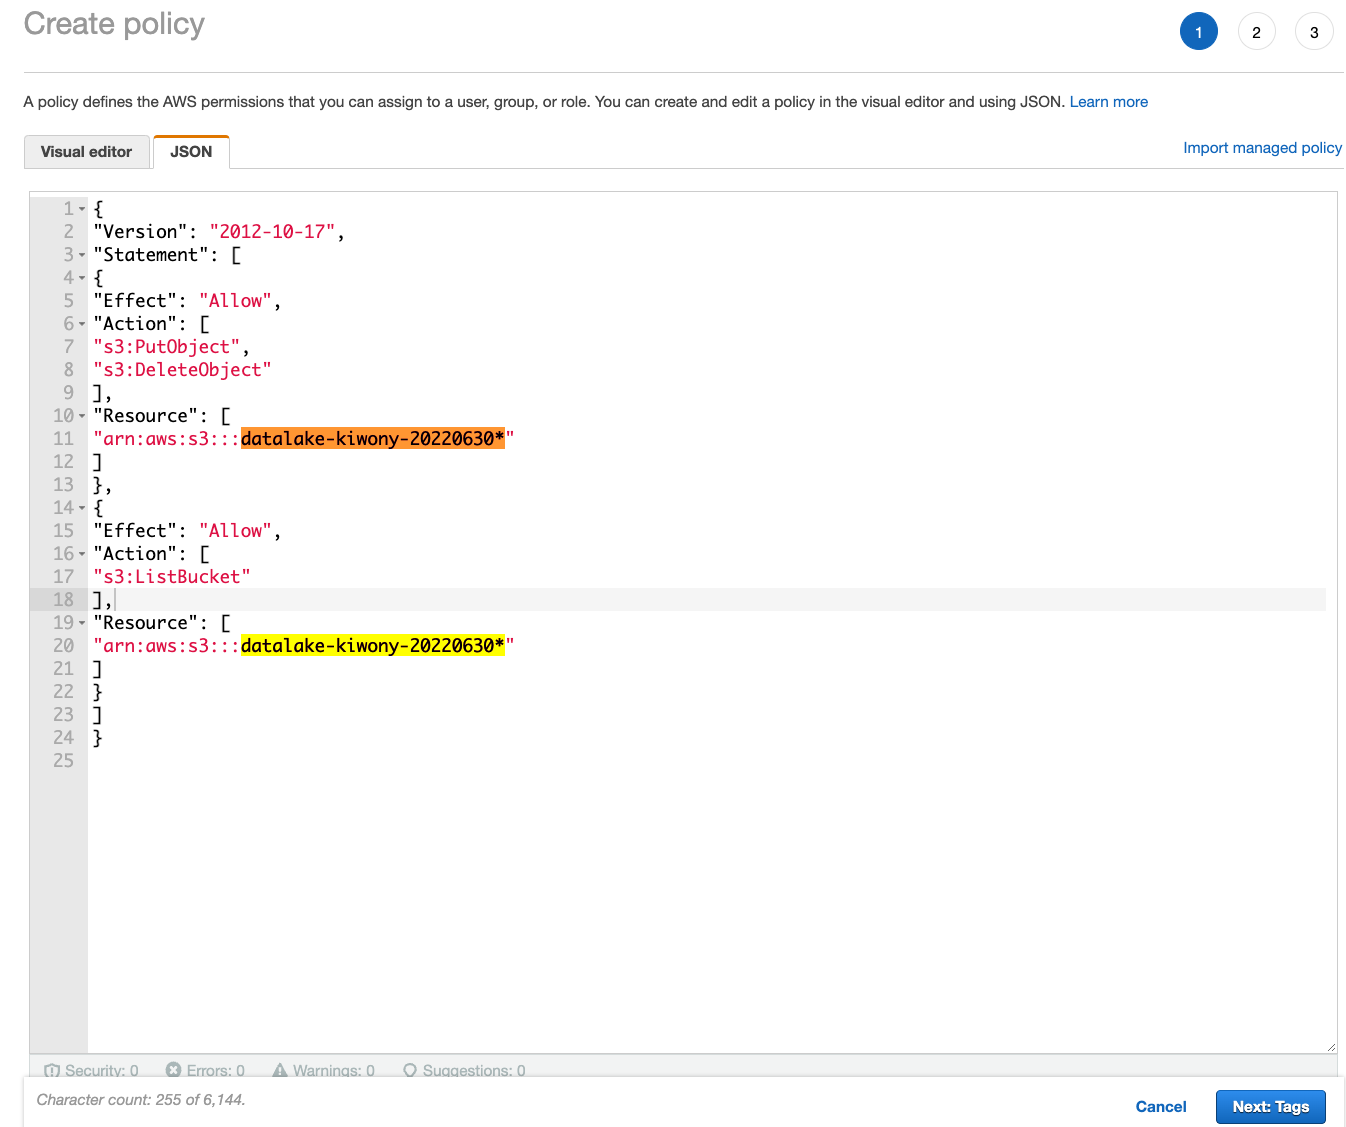 Create policy
1 2 3
A policy defines the AWS permissions that you can assign to a user, group, or role. You can create and edit a policy in the visual editor and using JSON. Learn more
Visual editor JSON
Import managed policy
1 {
2 "Version": "2012-10-17",
3 "Statement": [
4 {
5 "Effect": "Allow",
6 "Action": [
7 "s3:PutObject",
8 "s3:DeleteObject"
9 ],
10 "Resource": [
11 "arn:aws:s3:::datalake-kiwony-20220630*"
12 ]
13 },
14 {
15 "Effect": "Allow",
16 "Action": [
17 "s3:ListBucket"
18 ],
19 "Resource": [
20 "arn:aws:s3:::datalake-kiwony-20220630*"
21 ]
22 }
23 ]
24 }
25
Security: 0 Errors: 0 Warnings: 0 Suggestions: 0
Character count: 255 of 6,144.
Cancel Next: Tags